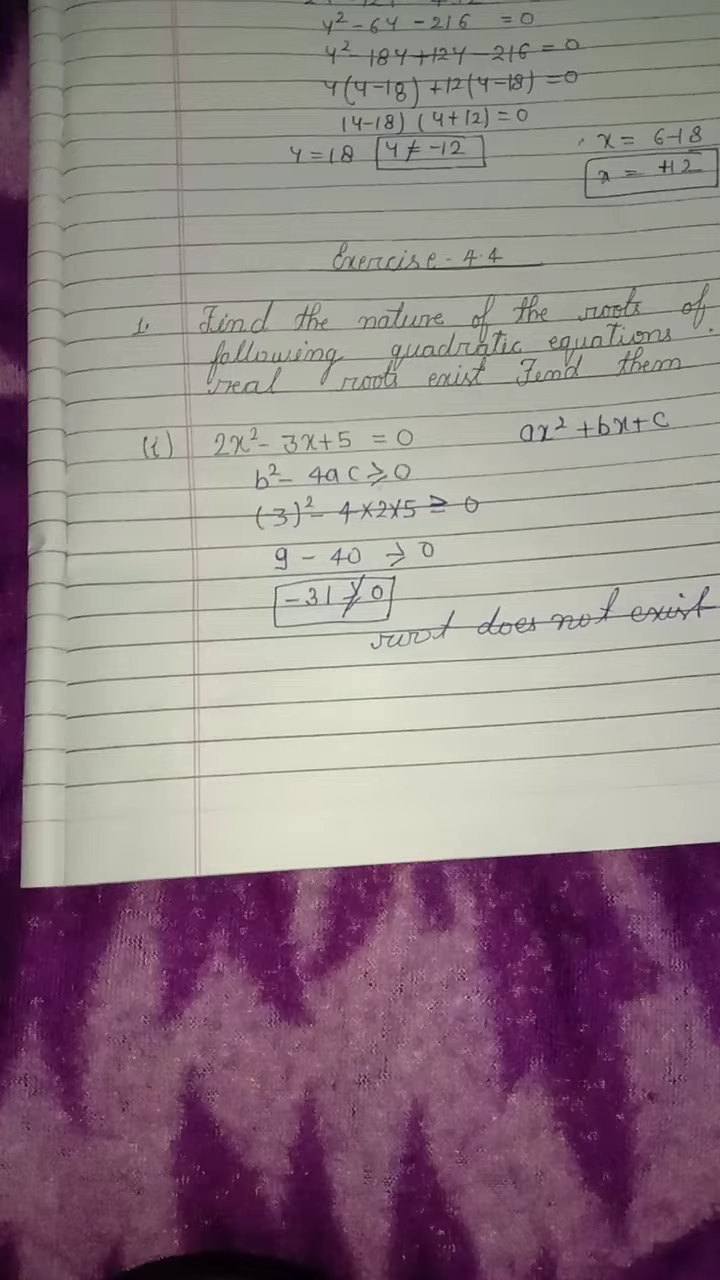 y² - 6y - 216 = 0
y² - 18y + 12y - 216 = 0
y(y-18) + 12(y-18) = 0
(y-18) (y+12) = 0
y = 18 y ≠ -12
x = 6-18
x = +12
Exercise - 4.4
1. Find the nature of the roots of
following quadratic equations.
real roots exist Find them
(i) 2x² - 3x + 5 = 0 ax² + bx + c
b² - 4ac ≥ 0
(-3)² - 4×2×5 ≥ 0
9 - 40 ≥ 0
-31 ≱ 0
root does not exist